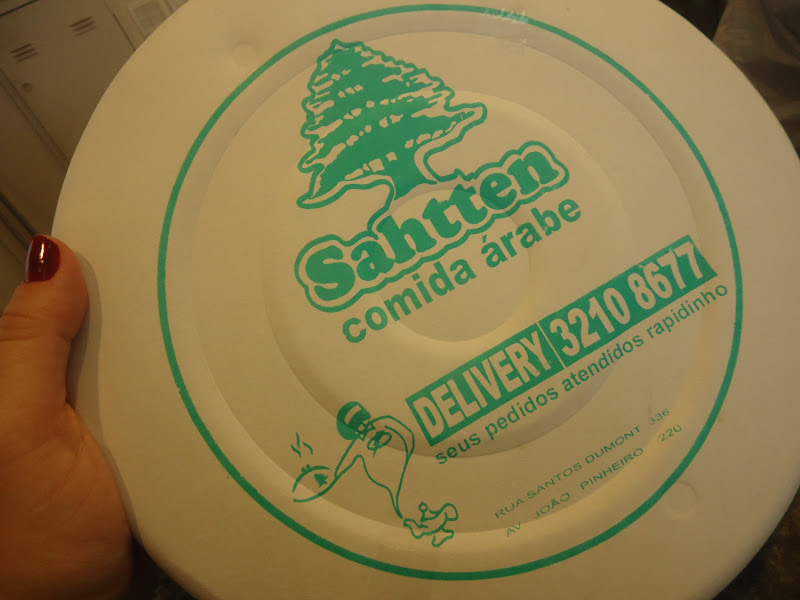 Sahtten
comida árabe
DELIVERY 3210 8677
seus pedidos atendidos rapidinho
RUA SANTOS DUMONT 336
AV JOÃO PINHEIRO 220